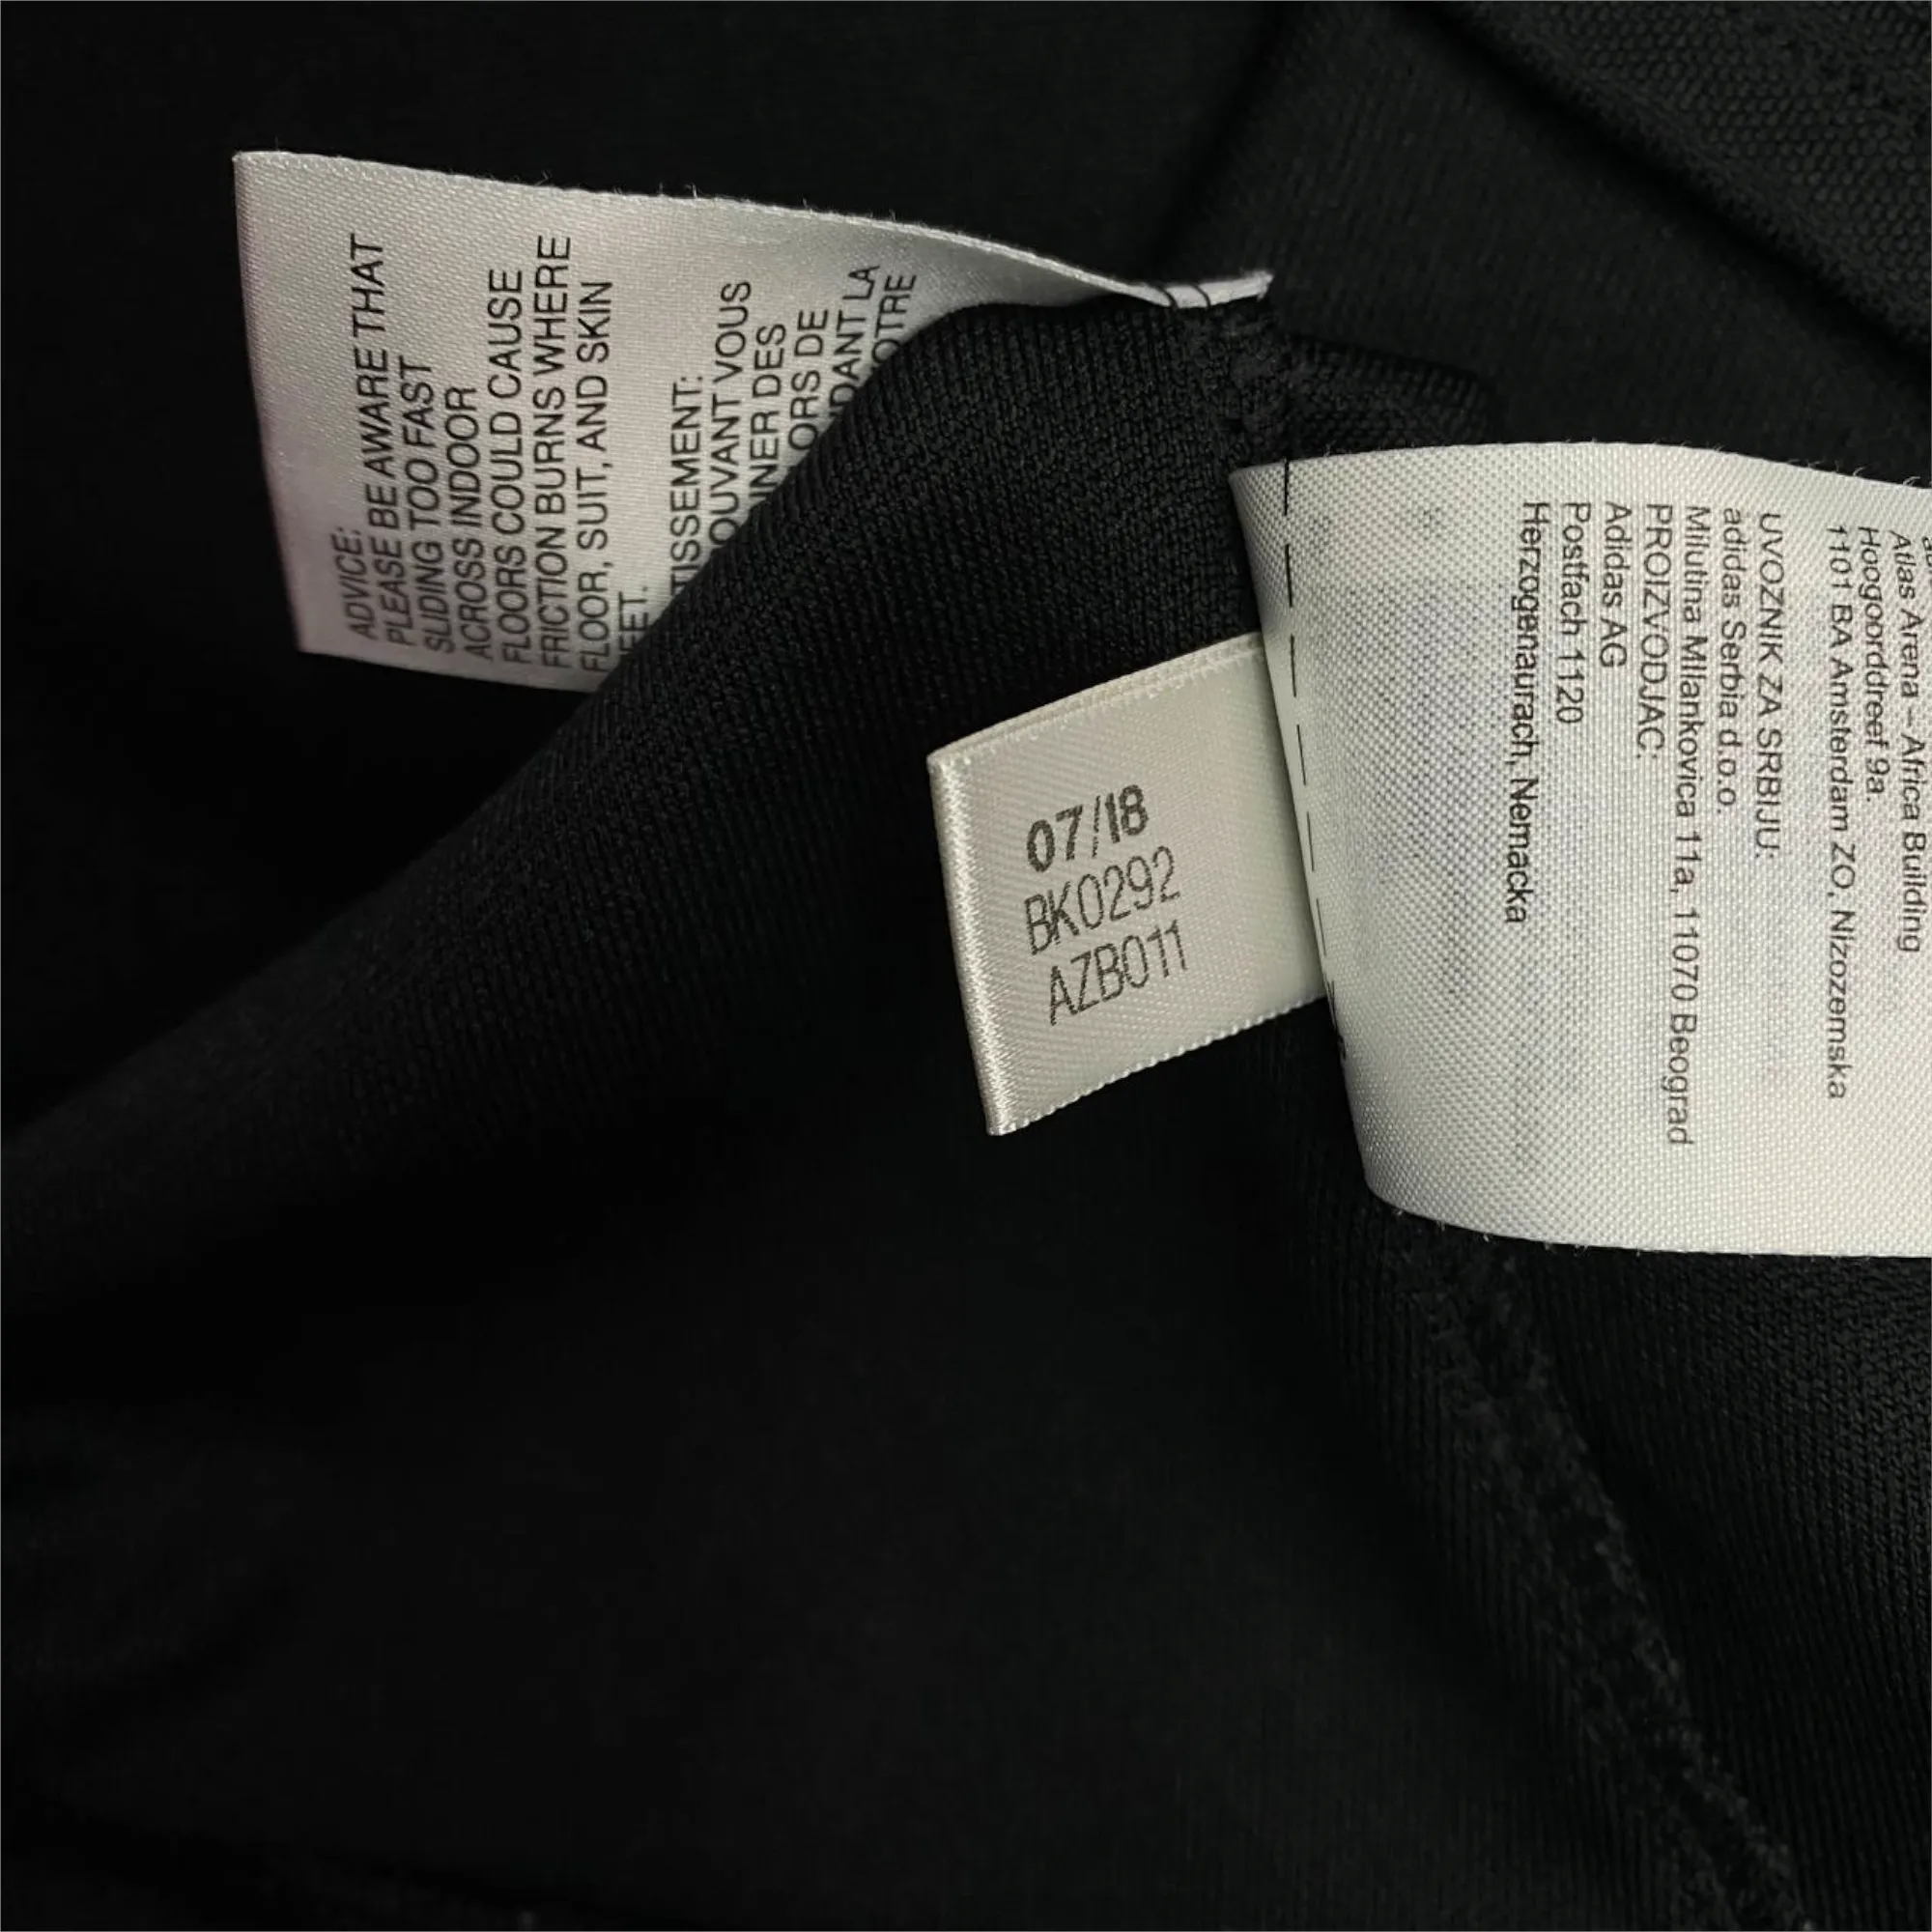 ADVICE:
PLEASE BE AWARE THAT
SLIDING TOO FAST
ACROSS INDOOR
FLOORS COULD CAUSE
FRICTION BURNS WHERE
FLOOR, SUIT, AND SKIN
EET.
TISSEMENT:
OUVANT VOUS
INER DES
ORS DE
DANT LA
OTRE
07/18
BK0292
AZB011
Atlas Arena – Africa Building
Hoogoorddreef 9a.
1101 BA Amsterdam ZO, Nizozemska
UVOZNIK ZA SRBIJU:
adidas Serbia d.o.o.
Milutina Milankovica 11a, 11070 Beograd
PROIZVODJAC:
Adidas AG
Postfach 1120
Herzogenaurach, Nemacka